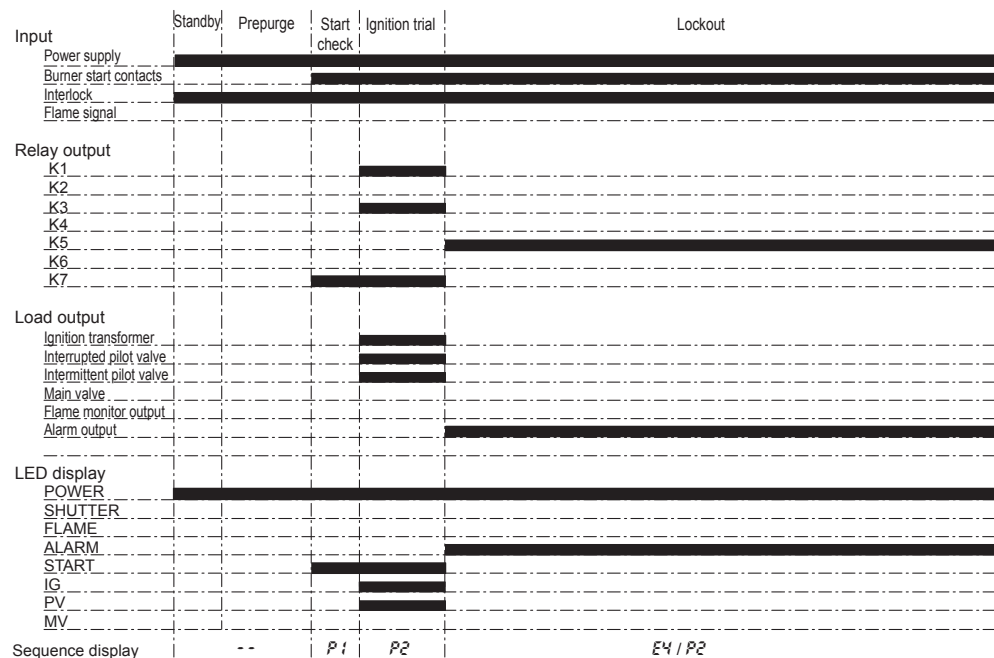 Standby Prepurge Start check Ignition trial Lockout
Input
Power supply
Burner start contacts
Interlock
Flame signal
Relay output
K1
K2
K3
K4
K5
K6
K7
Load output
Ignition transformer
Interrupted pilot valve
Intermittent pilot valve
Main valve
Flame monitor output
Alarm output
LED display
POWER
SHUTTER
FLAME
ALARM
START
IG
PV
MV
Sequence display -- P1 P2 E4 / P2